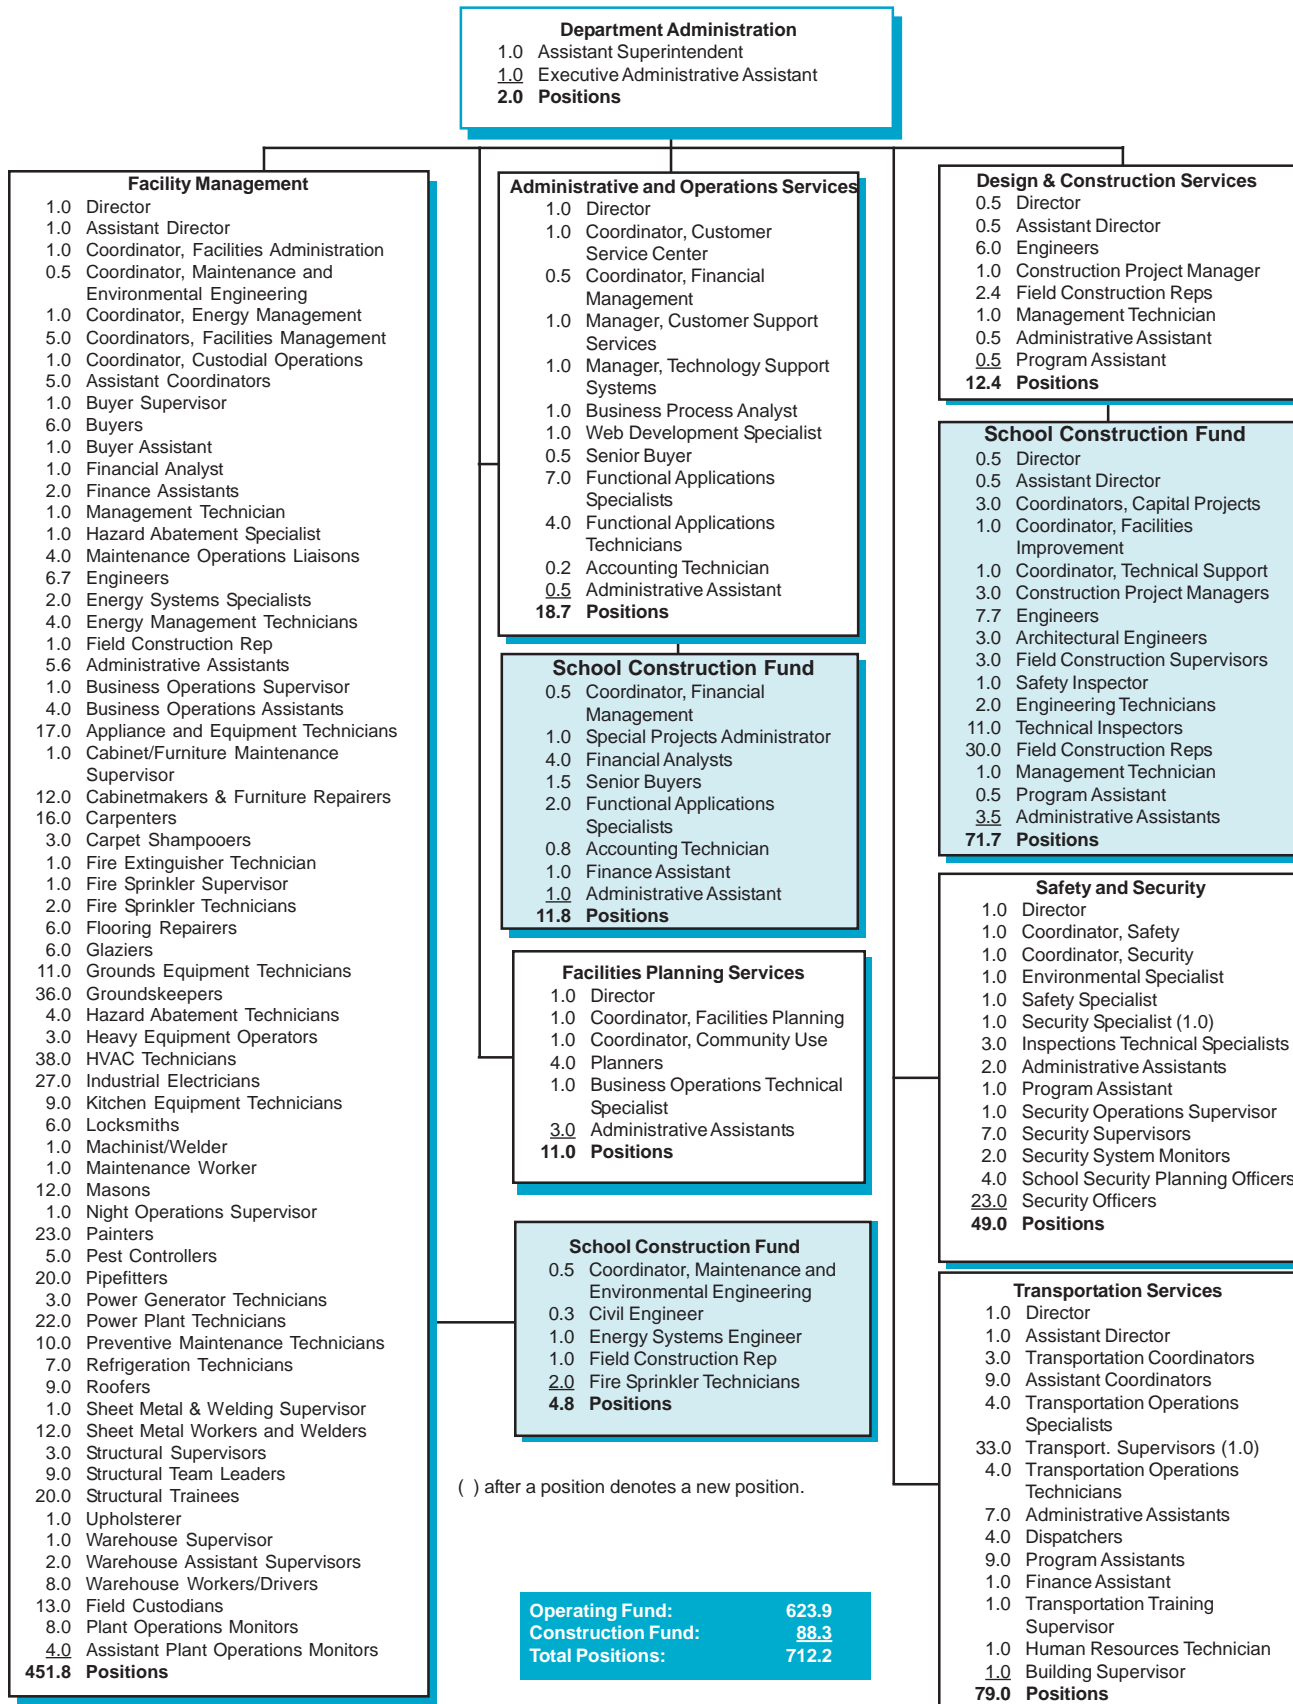 Department Administration
1.0 Assistant Superintendent
1.0 Executive Administrative Assistant
2.0 Positions
Facility Management
1.0 Director
1.0 Assistant Director
1.0 Coordinator, Facilities Administration
0.5 Coordinator, Maintenance and
Environmental Engineering
1.0 Coordinator, Energy Management
5.0 Coordinators, Facilities Management
1.0 Coordinator, Custodial Operations
5.0 Assistant Coordinators
1.0 Buyer Supervisor
6.0 Buyers
1.0 Buyer Assistant
1.0 Financial Analyst
2.0 Finance Assistants
1.0 Management Technician
1.0 Hazard Abatement Specialist
4.0 Maintenance Operations Liaisons
6.7 Engineers
2.0 Energy Systems Specialists
4.0 Energy Management Technicians
1.0 Field Construction Rep
5.6 Administrative Assistants
1.0 Business Operations Supervisor
4.0 Business Operations Assistants
17.0 Appliance and Equipment Technicians
1.0 Cabinet/Furniture Maintenance
Supervisor
12.0 Cabinetmakers & Furniture Repairers
16.0 Carpenters
3.0 Carpet Shampooers
1.0 Fire Extinguisher Technician
1.0 Fire Sprinkler Supervisor
2.0 Fire Sprinkler Technicians
6.0 Flooring Repairers
6.0 Glaziers
11.0 Grounds Equipment Technicians
36.0 Groundskeepers
4.0 Hazard Abatement Technicians
3.0 Heavy Equipment Operators
38.0 HVAC Technicians
27.0 Industrial Electricians
9.0 Kitchen Equipment Technicians
6.0 Locksmiths
1.0 Machinist/Welder
1.0 Maintenance Worker
12.0 Masons
1.0 Night Operations Supervisor
23.0 Painters
5.0 Pest Controllers
20.0 Pipefitters
3.0 Power Generator Technicians
22.0 Power Plant Technicians
10.0 Preventive Maintenance Technicians
7.0 Refrigeration Technicians
9.0 Roofers
1.0 Sheet Metal & Welding Supervisor
12.0 Sheet Metal Workers and Welders
3.0 Structural Supervisors
9.0 Structural Team Leaders
20.0 Structural Trainees
1.0 Upholsterer
1.0 Warehouse Supervisor
2.0 Warehouse Assistant Supervisors
8.0 Warehouse Workers/Drivers
13.0 Field Custodians
8.0 Plant Operations Monitors
4.0 Assistant Plant Operations Monitors
451.8 Positions
Administrative and Operations Services
1.0 Director
1.0 Coordinator, Customer
Service Center
0.5 Coordinator, Financial
Management
1.0 Manager, Customer Support
Services
1.0 Manager, Technology Support
Systems
1.0 Business Process Analyst
1.0 Web Development Specialist
0.5 Senior Buyer
7.0 Functional Applications
Specialists
4.0 Functional Applications
Technicians
0.2 Accounting Technician
0.5 Administrative Assistant
18.7 Positions
School Construction Fund
0.5 Coordinator, Financial
Management
1.0 Special Projects Administrator
4.0 Financial Analysts
1.5 Senior Buyers
2.0 Functional Applications
Specialists
0.8 Accounting Technician
1.0 Finance Assistant
1.0 Administrative Assistant
11.8 Positions
Facilities Planning Services
1.0 Director
1.0 Coordinator, Facilities Planning
1.0 Coordinator, Community Use
4.0 Planners
1.0 Business Operations Technical
Specialist
3.0 Administrative Assistants
11.0 Positions
School Construction Fund
0.5 Coordinator, Maintenance and
Environmental Engineering
0.3 Civil Engineer
1.0 Energy Systems Engineer
1.0 Field Construction Rep
2.0 Fire Sprinkler Technicians
4.8 Positions
( ) after a position denotes a new position.
Operating Fund: 623.9
Construction Fund: 88.3
Total Positions: 712.2
Design & Construction Services
0.5 Director
0.5 Assistant Director
6.0 Engineers
1.0 Construction Project Manager
2.4 Field Construction Reps
1.0 Management Technician
0.5 Administrative Assistant
0.5 Program Assistant
12.4 Positions
School Construction Fund
0.5 Director
0.5 Assistant Director
3.0 Coordinators, Capital Projects
1.0 Coordinator, Facilities
Improvement
1.0 Coordinator, Technical Support
3.0 Construction Project Managers
7.7 Engineers
3.0 Architectural Engineers
3.0 Field Construction Supervisors
1.0 Safety Inspector
2.0 Engineering Technicians
11.0 Technical Inspectors
30.0 Field Construction Reps
1.0 Management Technician
0.5 Program Assistant
3.5 Administrative Assistants
71.7 Positions
Safety and Security
1.0 Director
1.0 Coordinator, Safety
1.0 Coordinator, Security
1.0 Environmental Specialist
1.0 Safety Specialist
1.0 Security Specialist (1.0)
3.0 Inspections Technical Specialists
2.0 Administrative Assistants
1.0 Program Assistant
1.0 Security Operations Supervisor
7.0 Security Supervisors
2.0 Security System Monitors
4.0 School Security Planning Officers
23.0 Security Officers
49.0 Positions
Transportation Services
1.0 Director
1.0 Assistant Director
3.0 Transportation Coordinators
9.0 Assistant Coordinators
4.0 Transportation Operations
Specialists
33.0 Transport. Supervisors (1.0)
4.0 Transportation Operations
Technicians
7.0 Administrative Assistants
4.0 Dispatchers
9.0 Program Assistants
1.0 Finance Assistant
1.0 Transportation Training
Supervisor
1.0 Human Resources Technician
1.0 Building Supervisor
79.0 Positions